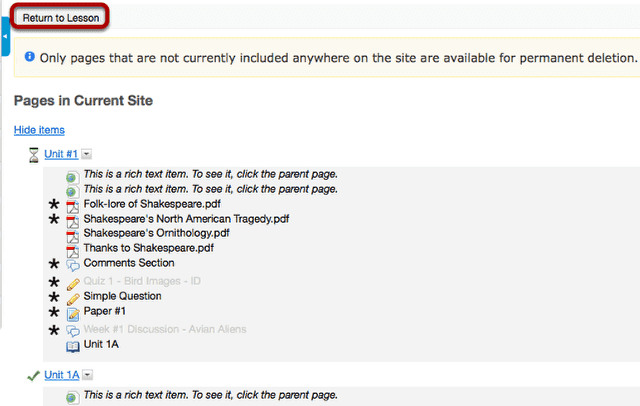 Return to Lesson
Only pages that are not currently included anywhere on the site are available for permanent deletion.
Pages in Current Site
Hide items
Unit #1
This is a rich text item. To see it, click the parent page.
This is a rich text item. To see it, click the parent page.
* Folk-lore of Shakespeare.pdf
* Shakespeare's North American Tragedy.pdf
Shakespeare's Ornithology.pdf
Thanks to Shakespeare.pdf
* Comments Section
* Quiz 1 - Bird Images - ID
* Simple Question
* Paper #1
* Week #1 Discussion - Avian Aliens
Unit 1A
Unit 1A
This is a rich text item. To see it, click the parent page.